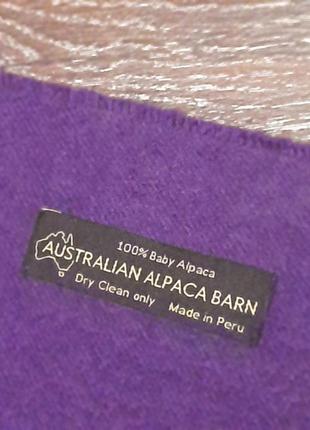 100% Baby Alpaca
AUSTRALIAN ALPACA BARN
Dry Clean only Made in Peru